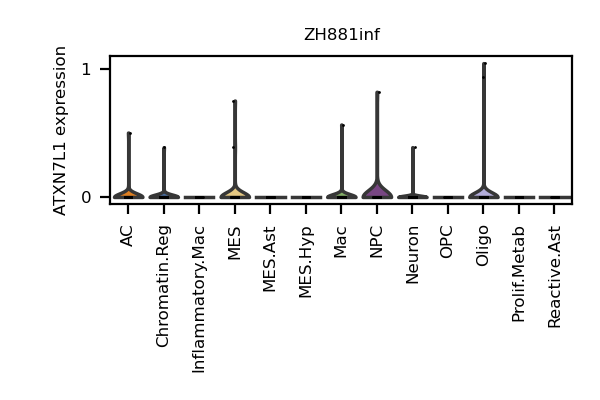 ZH881inf
ATXN7L1 expression
1
0
AC
Chromatin.Reg
Inflammatory.Mac
MES
MES.Ast
MES.Hyp
Mac
NPC
Neuron
OPC
Oligo
Prolif.Metab
Reactive.Ast